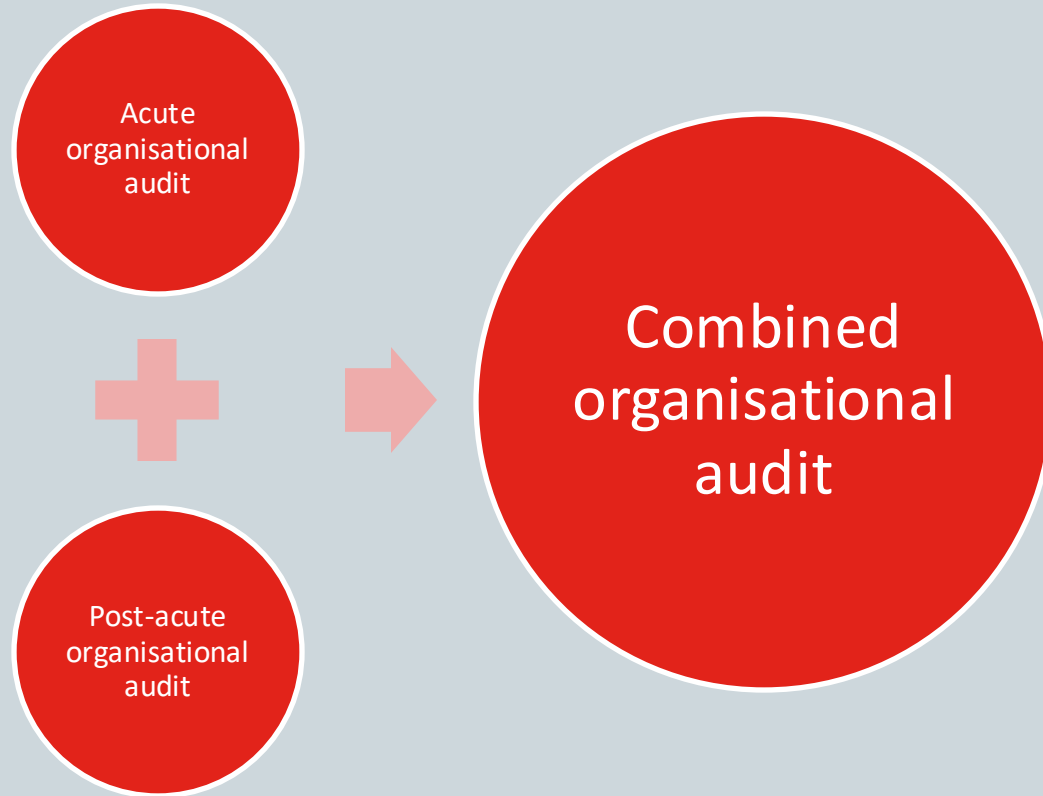 Acute
organisational
audit
Post-acute
organisational
audit
Combined
organisational
audit